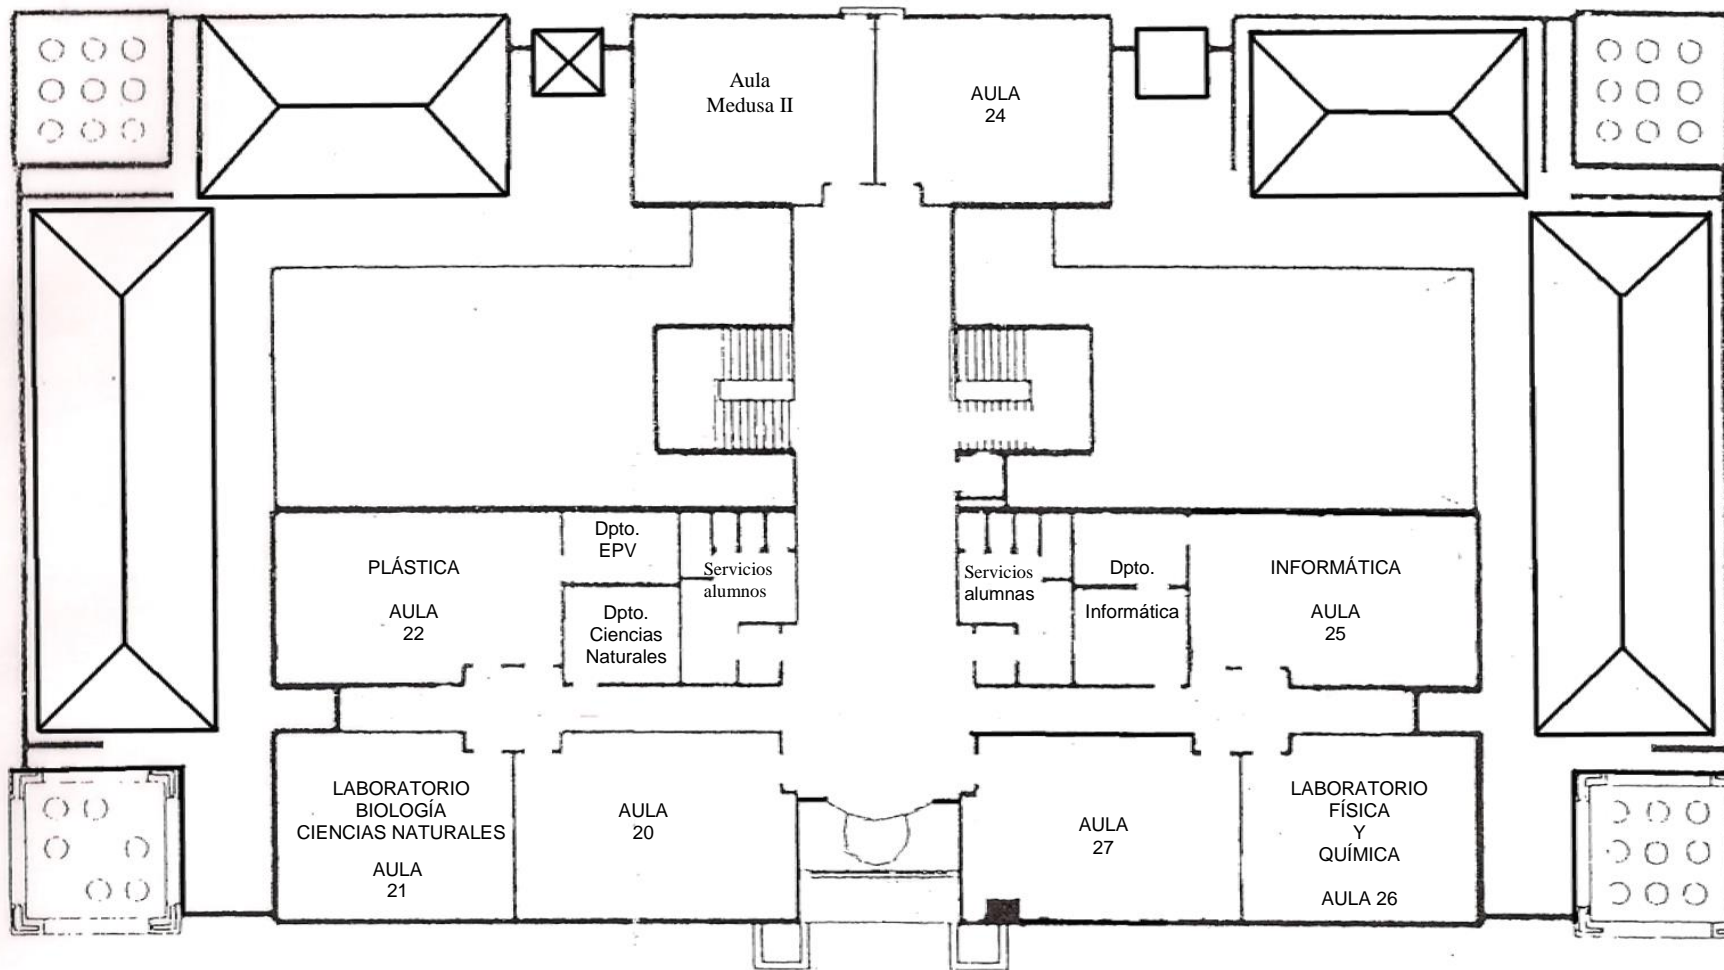 Aula
Medusa II
AULA
24
PLÁSTICA
AULA
22
Dpto.
EPV
Dpto.
Ciencias
Naturales
Servicios
alumnos
Servicios
alumnas
Dpto.
Informática
INFORMÁTICA
AULA
25
LABORATORIO
BIOLOGÍA
CIENCIAS NATURALES
AULA
21
AULA
20
AULA
27
LABORATORIO
FÍSICA
Y
QUÍMICA
AULA 26